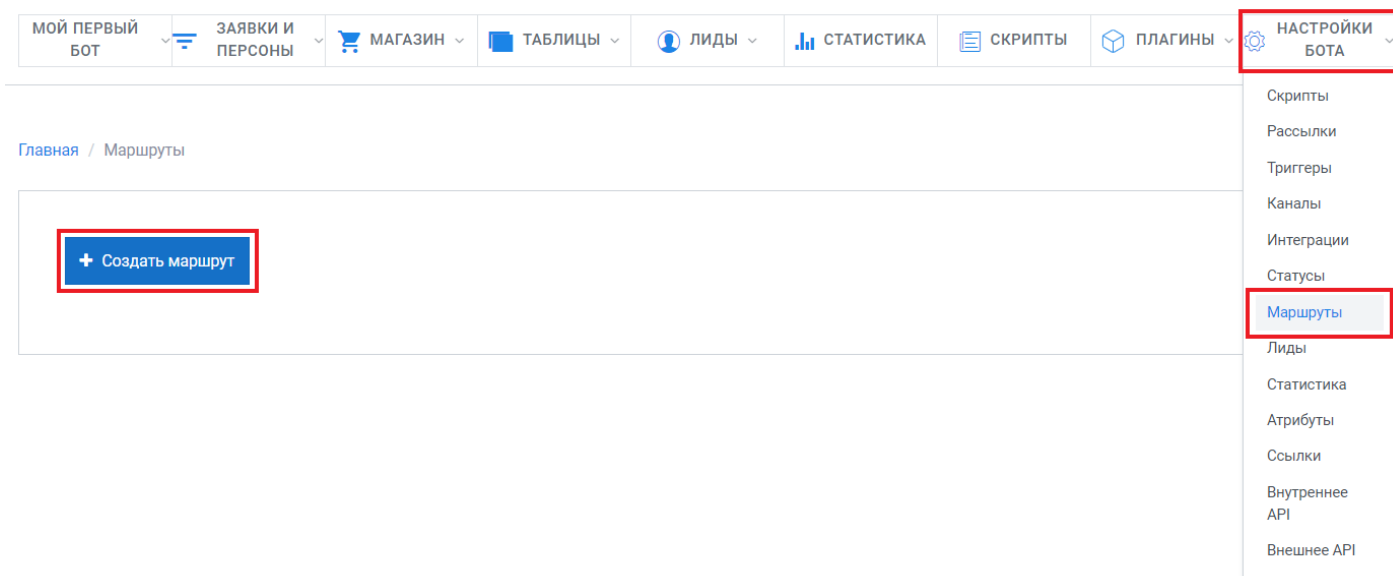 МОЙ ПЕРВЫЙ
БОТ
ЗАЯВКИ И
ПЕРСОНЫ
МАГАЗИН
ТАБЛИЦЫ
ЛИДЫ
СТАТИСТИКА
СКРИПТЫ
ПЛАГИНЫ
НАСТРОЙКИ
БОТА
Главная / Маршруты
+ Создать маршрут
Скрипты
Рассылки
Триггеры
Каналы
Интеграции
Статусы
Маршруты
Лиды
Статистика
Атрибуты
Ссылки
Внутреннее
API
Внешнее API